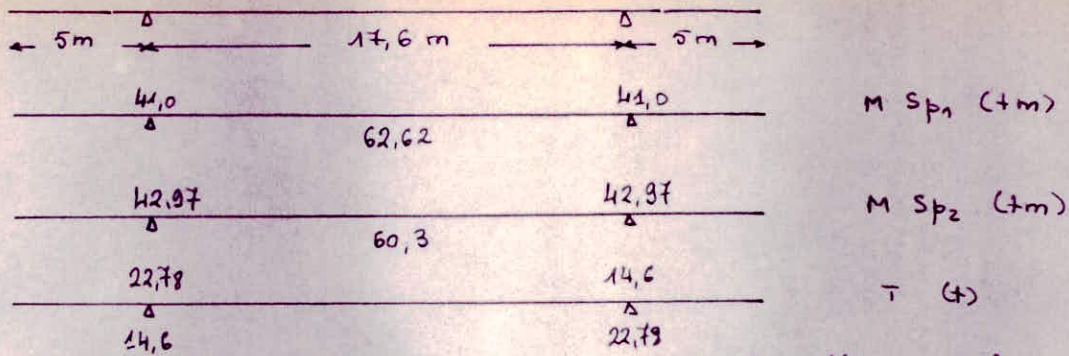 5m 17,6 m 5m
41,0 41,0 M Sp₁ (tm)
62,62
42,97 42,97 M Sp₂ (tm)
60,3
22,78 14,6 T (t)
14,6 22,79